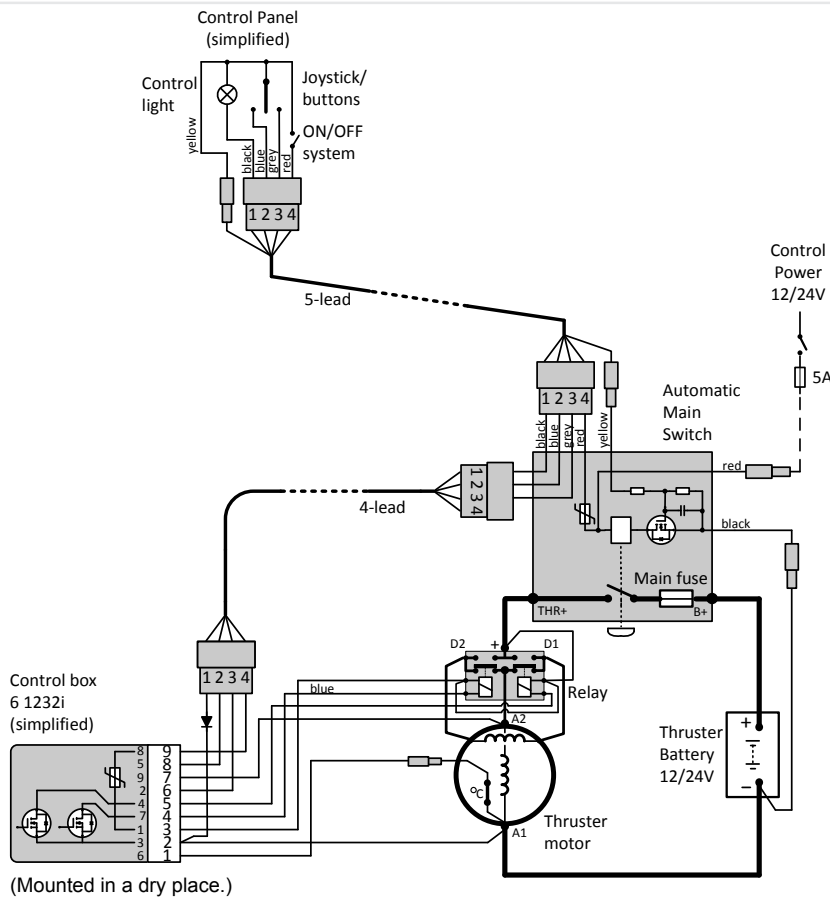 Control Panel
(simplified)
Control
light
Joystick/
buttons
ON/OFF
system
yellow
black
blue
grey
red
1 2 3 4
5-lead
Control
Power
12/24V
5A
Automatic
Main
Switch
1 2 3 4
black
blue
grey
red
yellow
red
1 2 3 4
4-lead
black
Main fuse
THR+
B+
D2
+
D1
Relay
1 2 3 4
blue
Control box
6 1232i
(simplified)
A2
Thruster
Battery
12/24V
+
-
8 9
5 8
9 7
2 6
4 5
7 4
1 3
3 2
6 1
°C
A1
Thruster
motor
(Mounted in a dry place.)